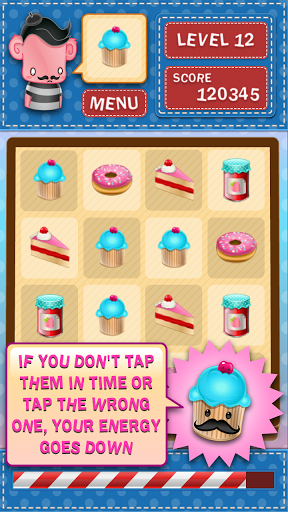 LEVEL 12
SCORE
120345
MENU
IF YOU DON'T TAP
THEM IN TIME OR
TAP THE WRONG
ONE, YOUR ENERGY
GOES DOWN